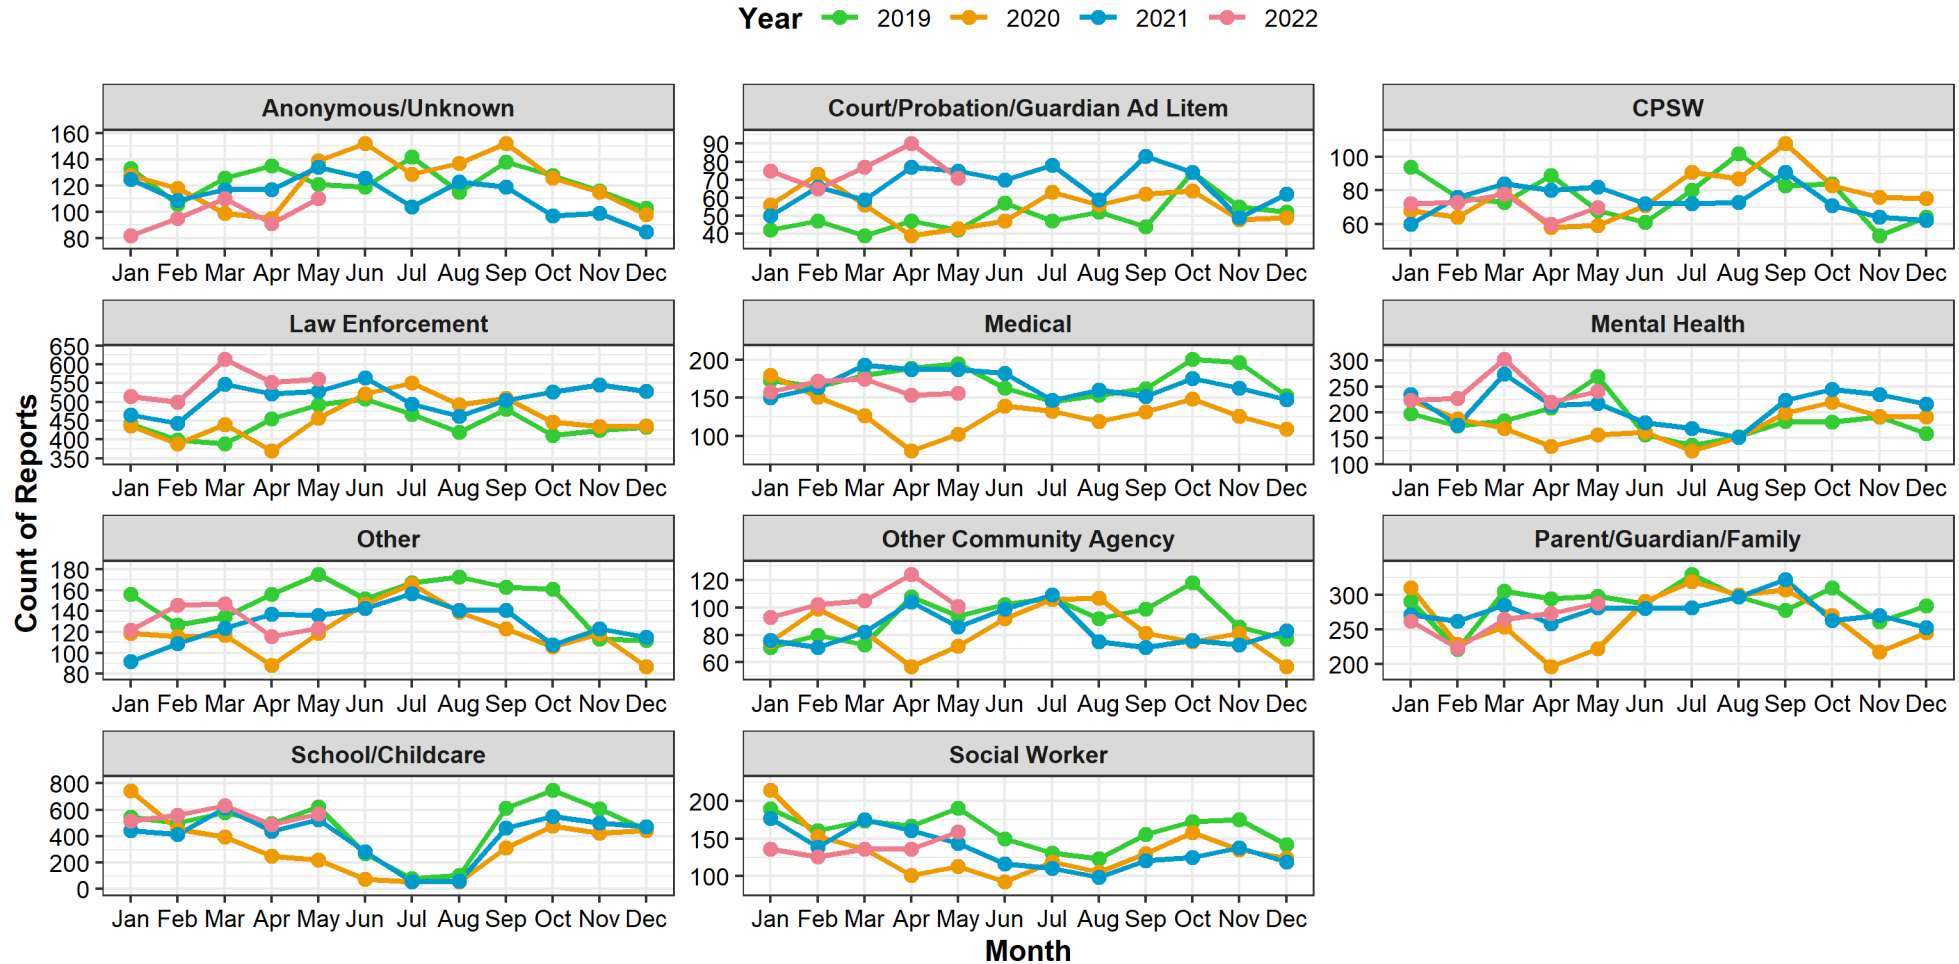 Year 2019 2020 2021 2022
Count of Reports
Anonymous/Unknown
160
140
120
100
80
Jan Feb Mar Apr May Jun Jul Aug Sep Oct Nov Dec
Court/Probation/Guardian Ad Litem
90
80
70
60
50
40
Jan Feb Mar Apr May Jun Jul Aug Sep Oct Nov Dec
CPSW
100
80
60
Jan Feb Mar Apr May Jun Jul Aug Sep Oct Nov Dec
Law Enforcement
650
600
550
500
450
400
350
Jan Feb Mar Apr May Jun Jul Aug Sep Oct Nov Dec
Medical
200
150
100
Jan Feb Mar Apr May Jun Jul Aug Sep Oct Nov Dec
Mental Health
300
250
200
150
100
Jan Feb Mar Apr May Jun Jul Aug Sep Oct Nov Dec
Other
180
160
140
120
100
80
Jan Feb Mar Apr May Jun Jul Aug Sep Oct Nov Dec
Other Community Agency
120
100
80
60
Jan Feb Mar Apr May Jun Jul Aug Sep Oct Nov Dec
Parent/Guardian/Family
300
250
200
Jan Feb Mar Apr May Jun Jul Aug Sep Oct Nov Dec
School/Childcare
800
600
400
200
0
Jan Feb Mar Apr May Jun Jul Aug Sep Oct Nov Dec
Social Worker
200
150
100
Jan Feb Mar Apr May Jun Jul Aug Sep Oct Nov Dec
Month